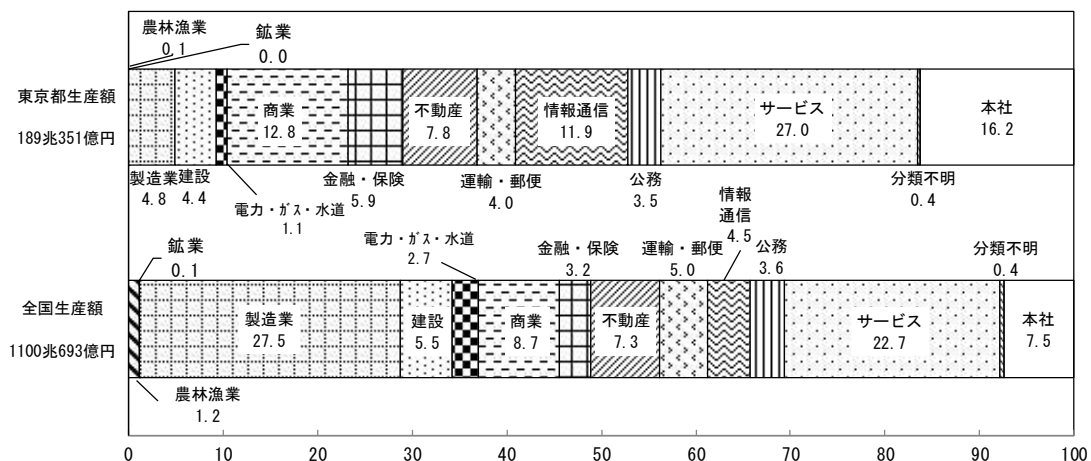 農林漁業
0.1
鉱業
0.0
東京都生産額
189兆351億円
商業
12.8
不動産
7.8
情報通信
11.9
サービス
27.0
本社
16.2
製造業
4.8
建設
4.4
電力・ガス・水道
1.1
金融・保険
5.9
運輸・郵便
4.0
公務
3.5
分類不明
0.4
鉱業
0.1
電力・ガス・水道
2.7
金融・保険
3.2
運輸・郵便
5.0
情報
通信
4.5
公務
3.6
分類不明
0.4
全国生産額
1100兆693億円
製造業
27.5
建設
5.5
商業
8.7
不動産
7.3
サービス
22.7
本社
7.5
農林漁業
1.2
0 10 20 30 40 50 60 70 80 90 100